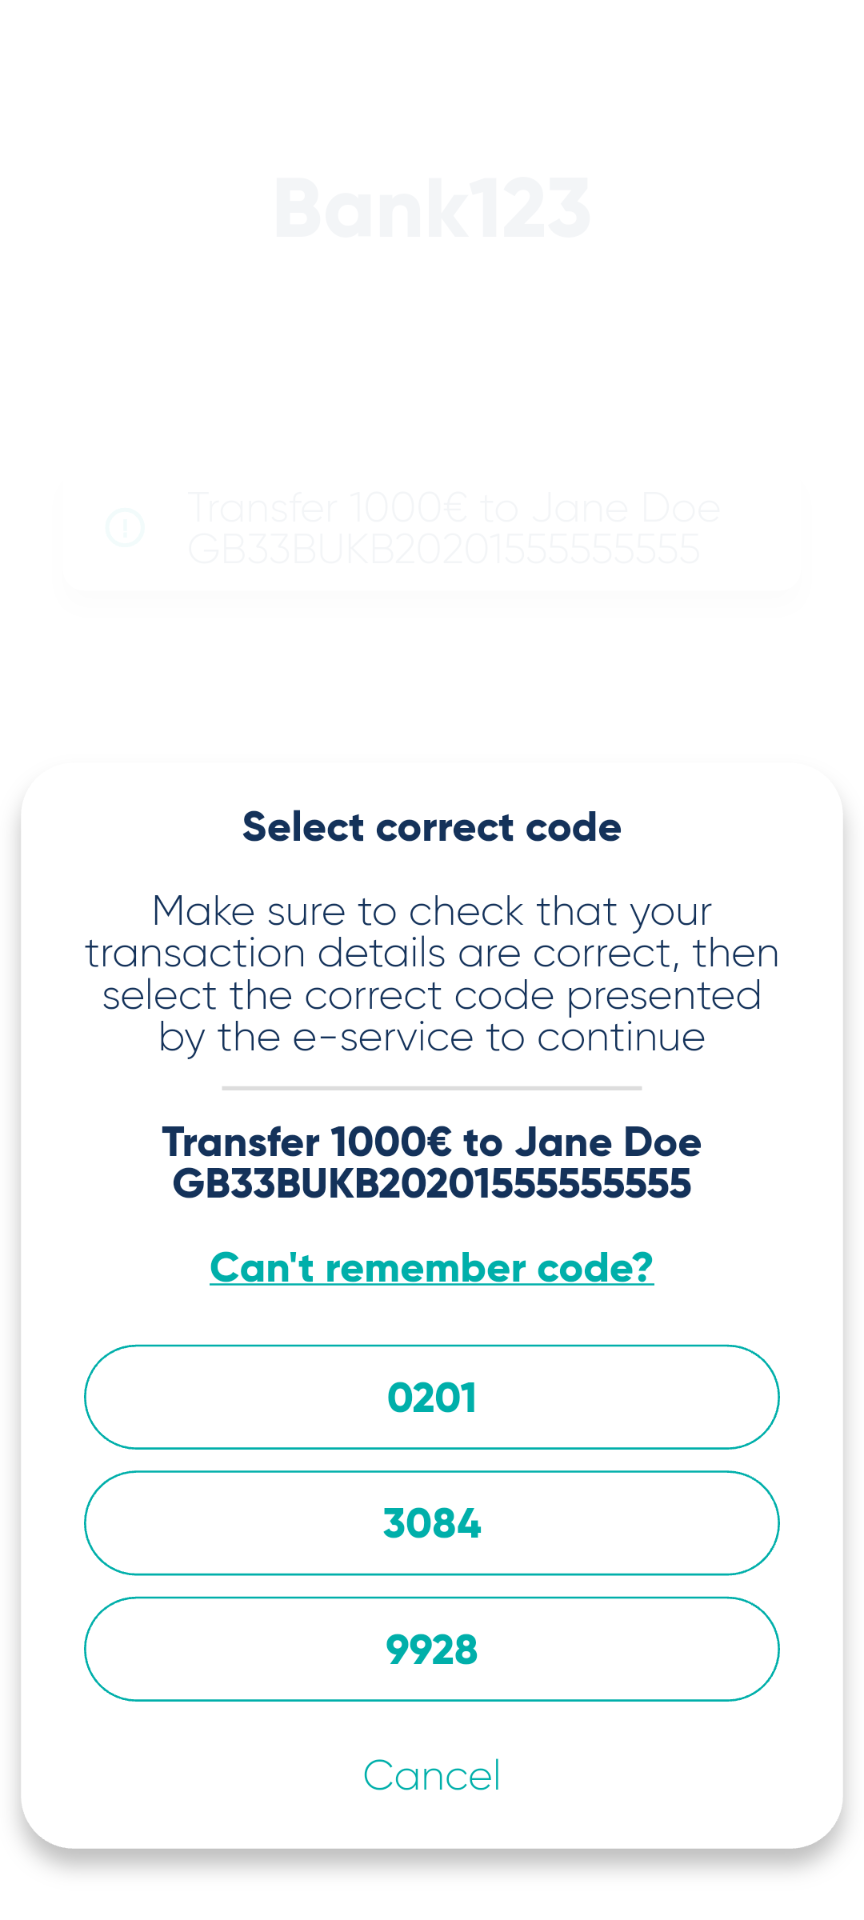 Bank123
Transfer 1000€ to Jane Doe
GB33BUKB20201555555555
Select correct code
Make sure to check that your
transaction details are correct, then
select the correct code presented
by the e-service to continue
Transfer 1000€ to Jane Doe
GB33BUKB20201555555555
Can't remember code?
0201
3084
9928
Cancel